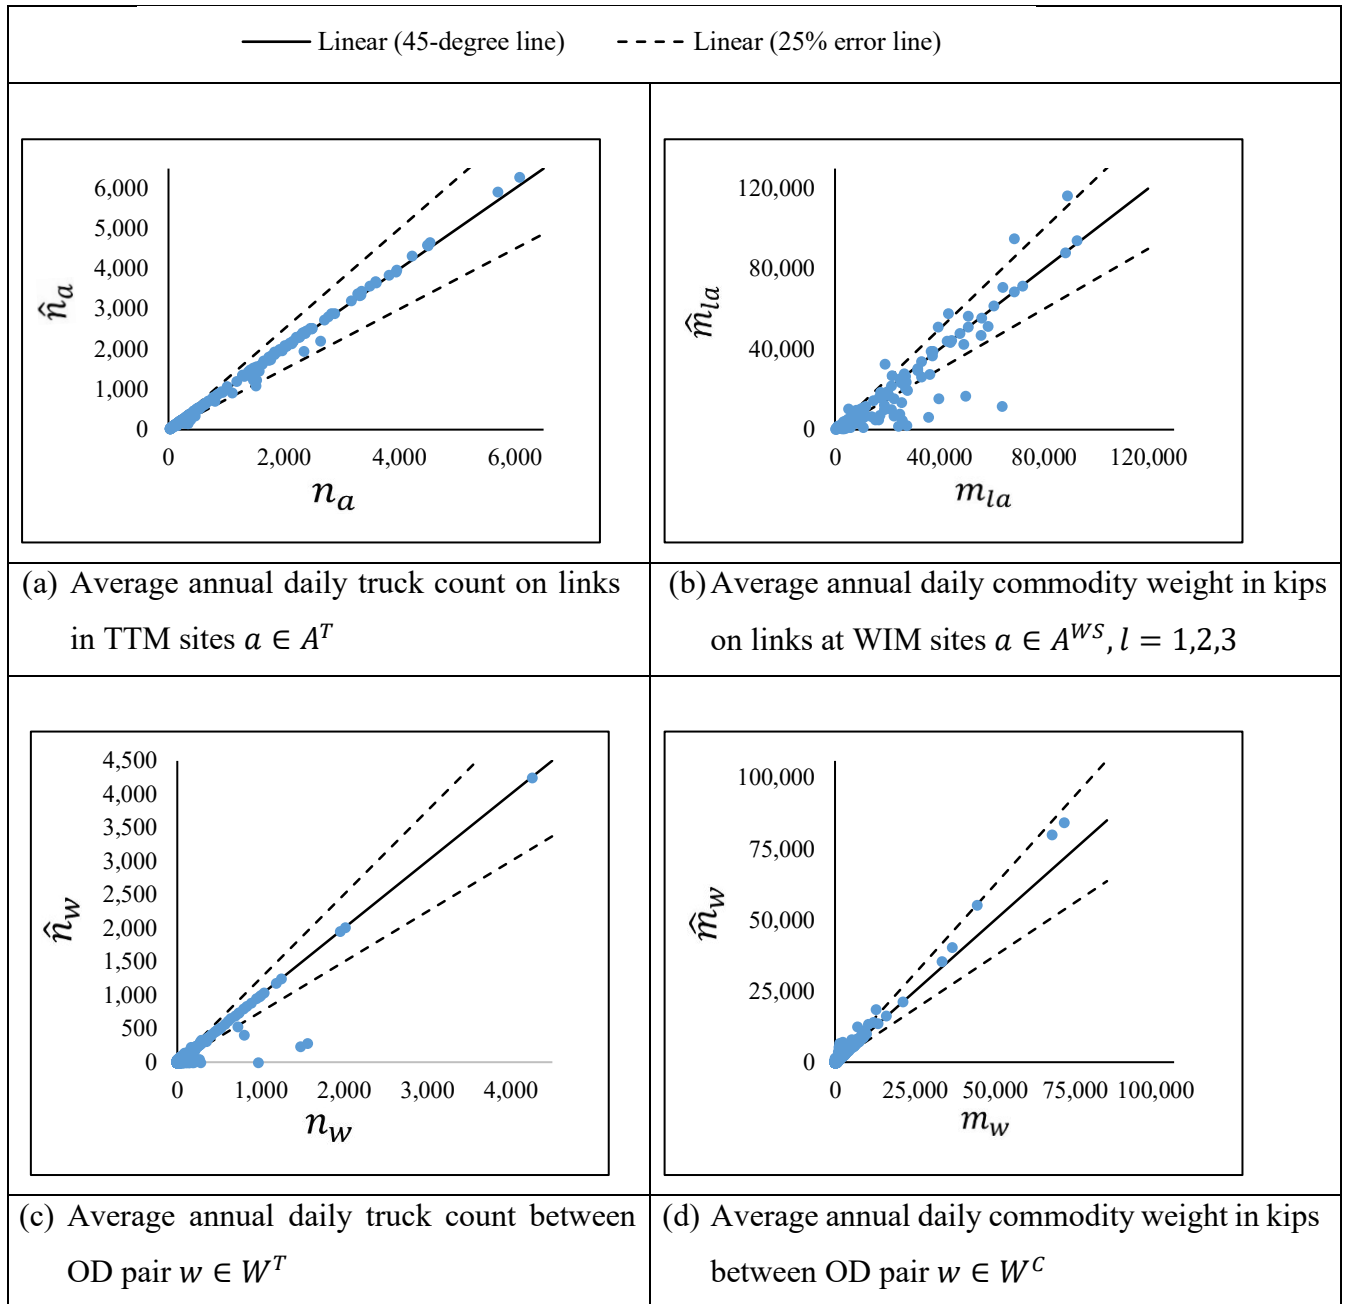 Linear (45-degree line) Linear (25% error line)
6,000
5,000
4,000
3,000
2,000
1,000
0
n̂ₐ
0 2,000 4,000 6,000
nₐ
120,000
80,000
40,000
0
m̂ₗₐ
0 40,000 80,000 120,000
mₗₐ
(a) Average annual daily truck count on links
in TTM sites a ∈ Aᵀ
(b) Average annual daily commodity weight in kips
on links at WIM sites a ∈ Aᵂˢ, l = 1,2,3
4,500
4,000
3,500
3,000
2,500
2,000
1,500
1,000
500
0
n̂_w
0 1,000 2,000 3,000 4,000
n_w
100,000
75,000
50,000
25,000
0
m̂_w
0 25,000 50,000 75,000 100,000
m_w
(c) Average annual daily truck count between
OD pair w ∈ Wᵀ
(d) Average annual daily commodity weight in kips
between OD pair w ∈ W^C